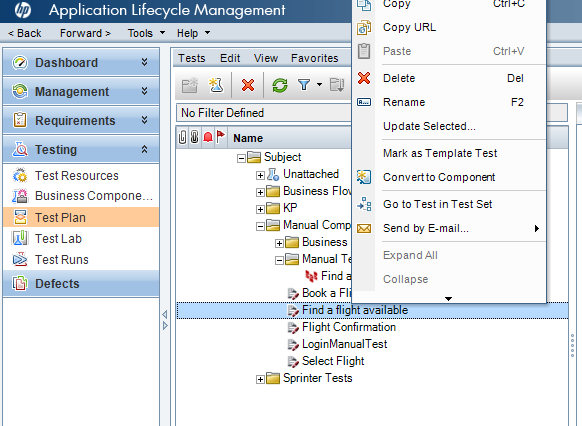 hp Application Lifecycle Management
< Back Forward > Tools Help
Dashboard
Management
Requirements
Testing
Test Resources
Business Compone...
Test Plan
Test Lab
Test Runs
Defects
Tests Edit View Favorites
No Filter Defined
Name
Subject
Unattached
Business Flow
KP
Manual Comp
Business
Manual Te
Find a
Book a Fli
Find a flight available
Flight Confirmation
LoginManualTest
Select Flight
Sprinter Tests
Copy Ctrl+C
Copy URL
Paste Ctrl+V
Delete Del
Rename F2
Update Selected...
Mark as Template Test
Convert to Component
Go to Test in Test Set
Send by E-mail...
Expand All
Collapse